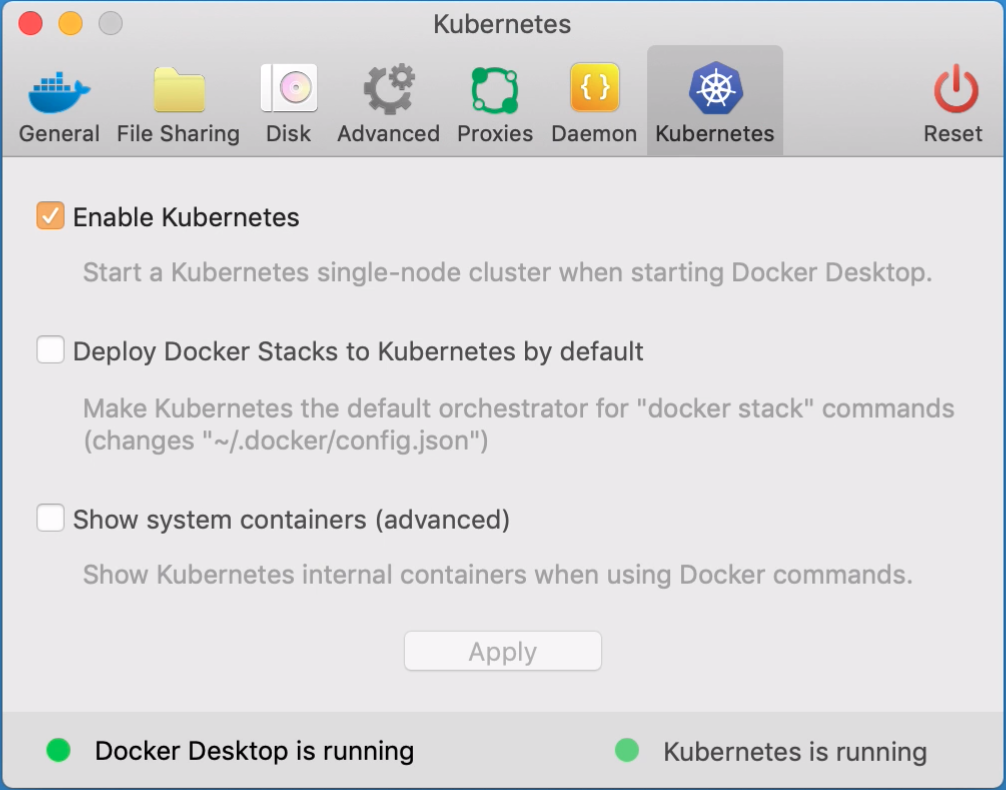 Kubernetes
General File Sharing Disk Advanced Proxies Daemon Kubernetes Reset
Enable Kubernetes
Start a Kubernetes single-node cluster when starting Docker Desktop.
Deploy Docker Stacks to Kubernetes by default
Make Kubernetes the default orchestrator for "docker stack" commands
(changes "~/.docker/config.json")
Show system containers (advanced)
Show Kubernetes internal containers when using Docker commands.
Apply
Docker Desktop is running Kubernetes is running